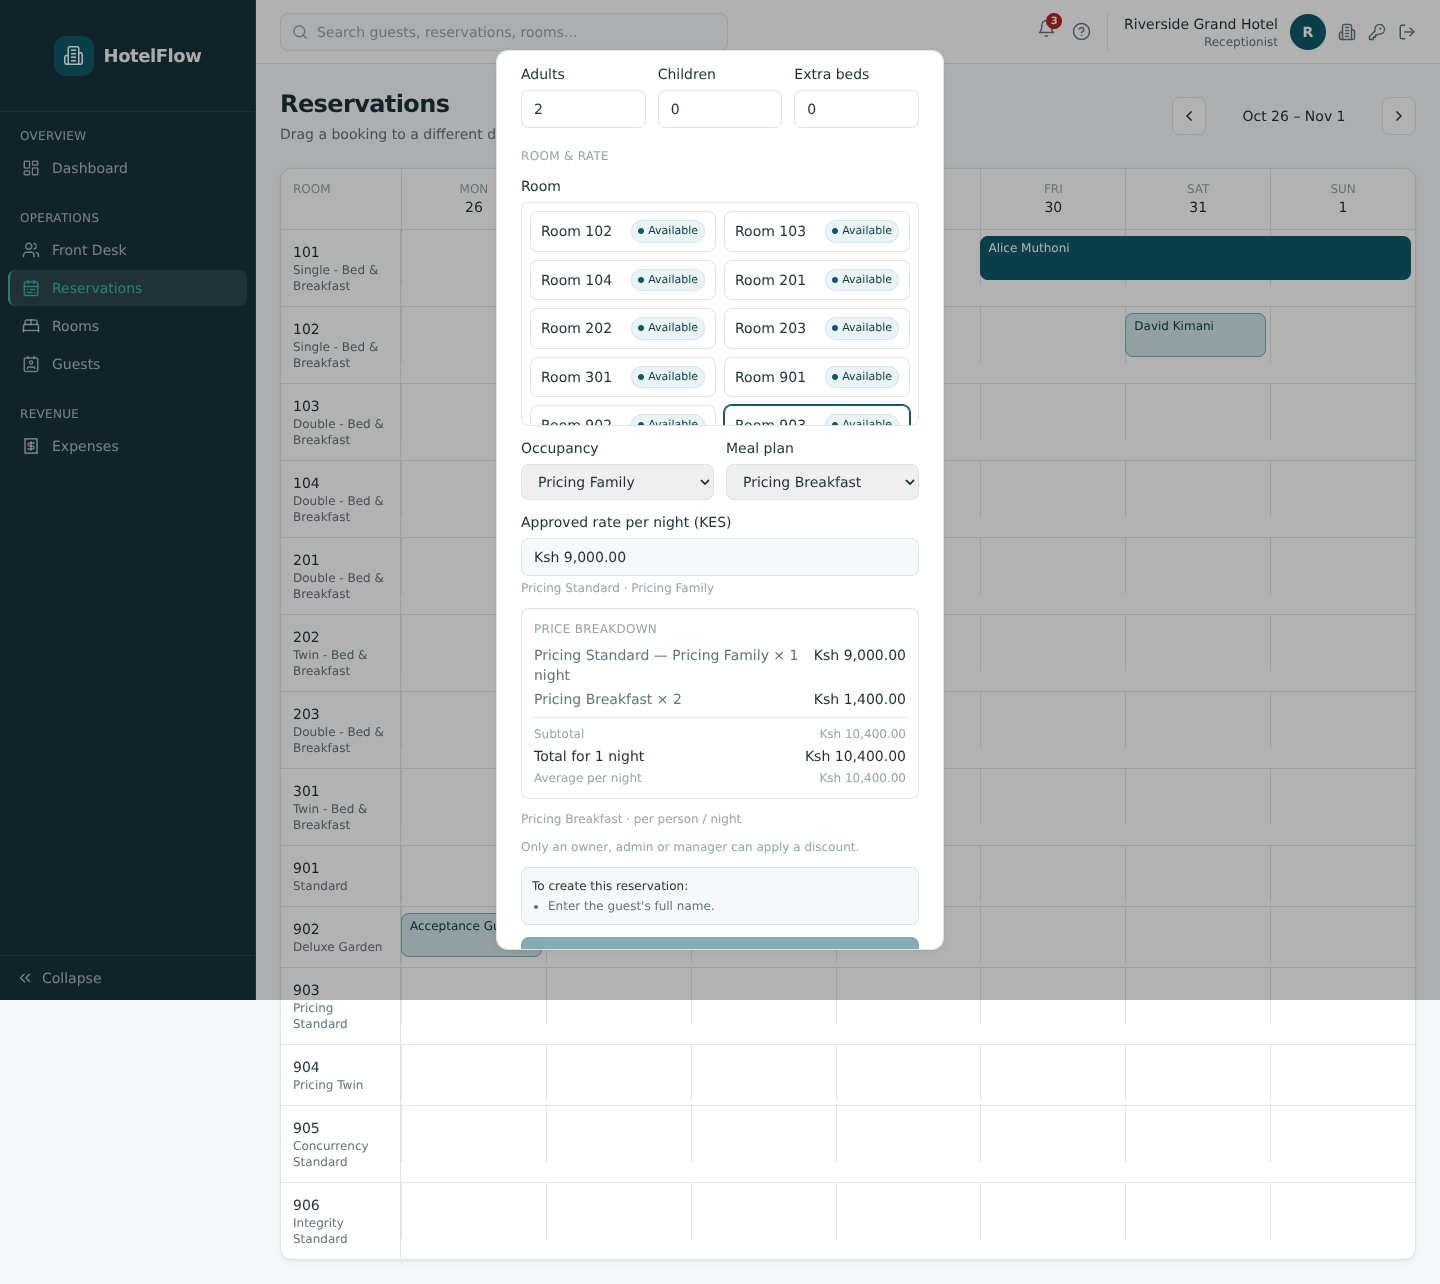 HotelFlow
OVERVIEW
Dashboard
OPERATIONS
Front Desk
Reservations
Rooms
Guests
REVENUE
Expenses
Collapse
Search guests, reservations, rooms...
3
Riverside Grand Hotel
Receptionist
R
Reservations
Drag a booking to a different d
Oct 26 – Nov 1
ROOM
MON
26
FRI
30
SAT
31
SUN
1
101
Single - Bed &
Breakfast
Alice Muthoni
102
Single - Bed &
Breakfast
David Kimani
103
Double - Bed &
Breakfast
104
Double - Bed &
Breakfast
201
Double - Bed &
Breakfast
202
Twin - Bed &
Breakfast
203
Double - Bed &
Breakfast
301
Twin - Bed &
Breakfast
901
Standard
902
Deluxe Garden
Acceptance Gu
903
Pricing
Standard
904
Pricing Twin
905
Concurrency
Standard
906
Integrity
Standard
Adults
Children
Extra beds
2
0
0
ROOM & RATE
Room
Room 102 Available
Room 103 Available
Room 104 Available
Room 201 Available
Room 202 Available
Room 203 Available
Room 301 Available
Room 901 Available
Room 902 Available
Room 903 Available
Occupancy
Meal plan
Pricing Family
Pricing Breakfast
Approved rate per night (KES)
Ksh 9,000.00
Pricing Standard · Pricing Family
PRICE BREAKDOWN
Pricing Standard — Pricing Family × 1 Ksh 9,000.00
night
Pricing Breakfast × 2 Ksh 1,400.00
Subtotal Ksh 10,400.00
Total for 1 night Ksh 10,400.00
Average per night Ksh 10,400.00
Pricing Breakfast · per person / night
Only an owner, admin or manager can apply a discount.
To create this reservation:
• Enter the guest's full name.